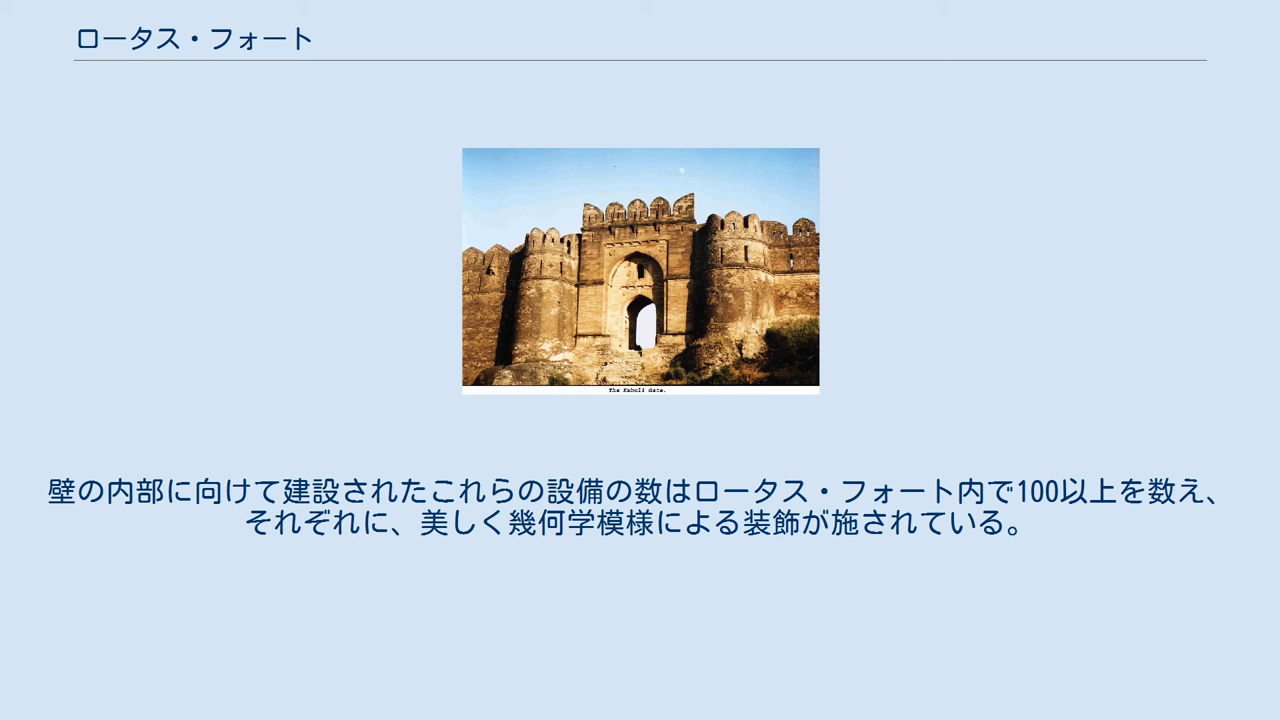 ロータス・フォート
The Kabuli Gate.
壁の内部に向けて建設されたこれらの設備の数はロータス・フォート内で100以上を数え、
それぞれに、美しく幾何学模様による装飾が施されている。